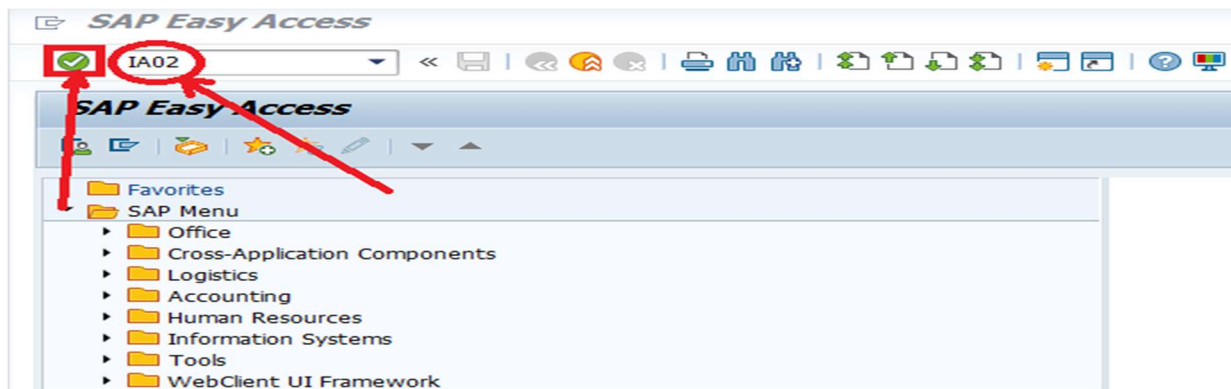 SAP Easy Access
IA02
SAP Easy Access
Favorites
SAP Menu
Office
Cross-Application Components
Logistics
Accounting
Human Resources
Information Systems
Tools
WebClient UI Framework